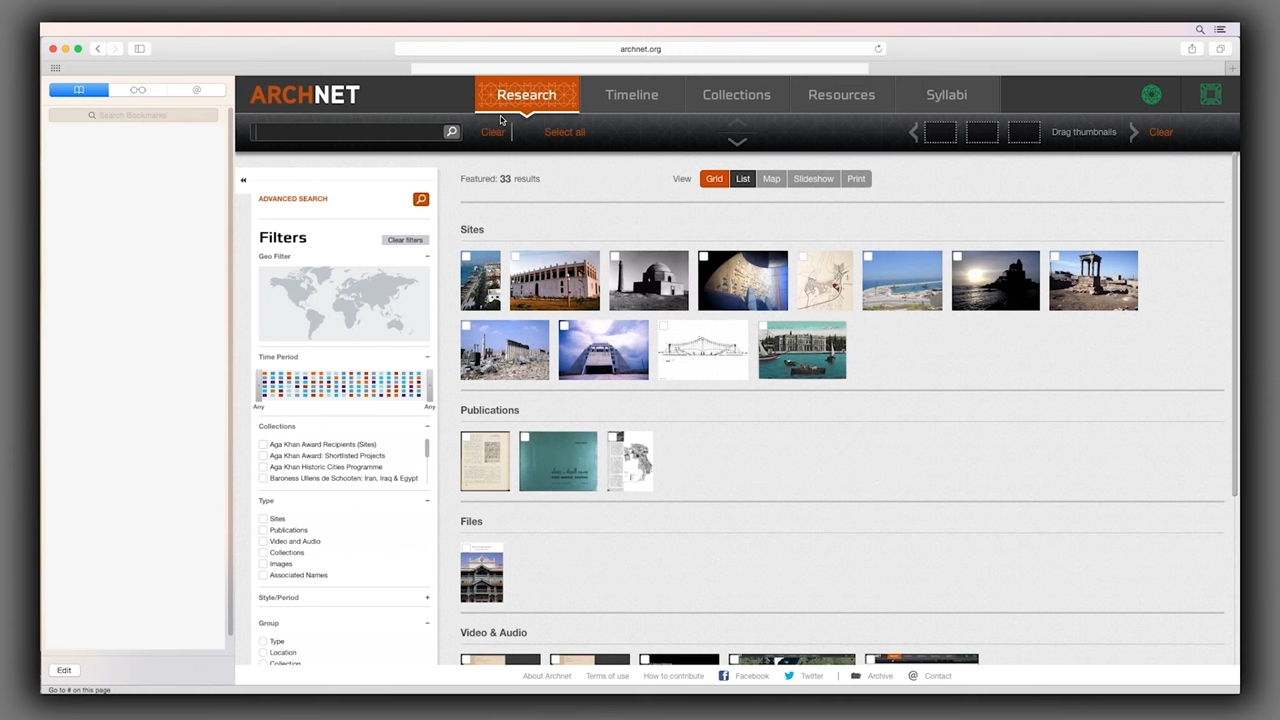 archnet.org
Search Bookmarks
ARCHNET
Research
Timeline
Collections
Resources
Syllabi
Clear
Select all
Drag thumbnails
Clear
ADVANCED SEARCH
Featured: 33 results
View
Grid
List
Map
Slideshow
Print
Filters
Clear filters
Geo Filter
Time Period
Any
Any
Collections
Aga Khan Award Recipients (Sites)
Aga Khan Award: Shortlisted Projects
Aga Khan Historic Cities Programme
Baroness Ullens de Schooten: Iran, Iraq & Egypt
Type
Sites
Publications
Video and Audio
Collections
Images
Associated Names
Style/Period
Group
Type
Location
Collection
Sites
Publications
Files
Video & Audio
Edit
About Archnet
Terms of use
How to contribute
Facebook
Twitter
Archive
@ Contact
Go to # on this page